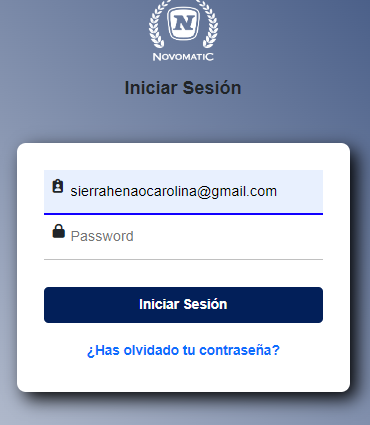 N
NOVOMATIC
Iniciar Sesión
sierrahenaocarolina@gmail.com
Password
Iniciar Sesión
¿Has olvidado tu contraseña?